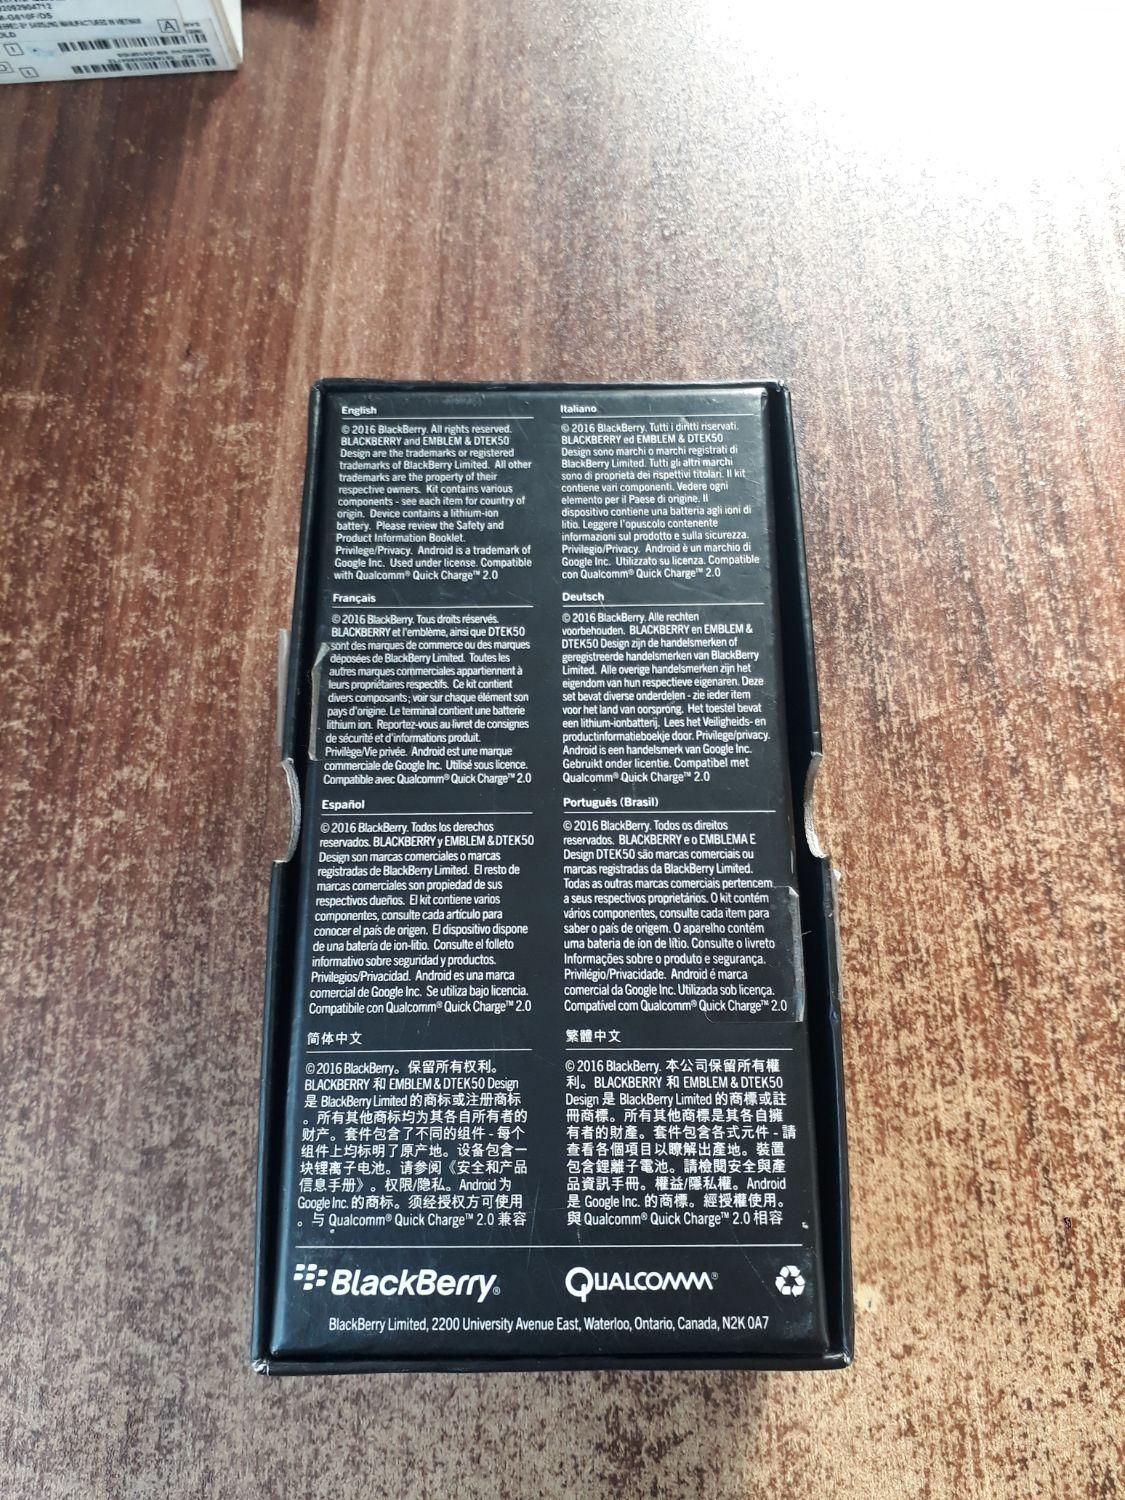 M-G610F/DS
English
© 2016 BlackBerry. All rights reserved.
BLACKBERRY and EMBLEM & DTEK50
Design are the trademarks or registered
trademarks of BlackBerry Limited. All other
trademarks are the property of their
respective owners. Kit contains various
components - see each item for country of
origin. Device contains a lithium-ion
battery. Please review the Safety and
Product Information Booklet.
Privilege/Privacy. Android is a trademark of
Google Inc. Used under license. Compatible
with Qualcomm® Quick Charge™ 2.0
Italiano
© 2016 BlackBerry. Tutti i diritti riservati.
BLACKBERRY ed EMBLEM & DTEK50
Design sono marchi o marchi registrati di
BlackBerry Limited. Tutti gli altri marchi
sono di proprietà dei rispettivi titolari. Il kit
contiene vari componenti. Vedere ogni
elemento per il Paese di origine. Il
dispositivo contiene una batteria agli ioni di
litio. Leggere l'opuscolo contenente
informazioni sul prodotto e sulla sicurezza.
Privilegio/Privacy. Android è un marchio di
Google Inc. Utilizzato su licenza. Compatible
con Qualcomm® Quick Charge™ 2.0
Français
© 2016 BlackBerry. Tous droits réservés.
BLACKBERRY et l'emblème, ainsi que DTEK50
sont des marques de commerce ou des marques
déposées de BlackBerry Limited. Toutes les
autres marques commerciales appartiennent à
leurs propriétaires respectifs. Ce kit contient
divers composants; voir sur chaque élément son
pays d'origine. Le terminal contient une batterie
lithium ion. Reportez-vous au livret de consignes
de sécurité et d'informations produit.
Privilège/Vie privée. Android est une marque
commerciale de Google Inc. Utilisé sous licence.
Compatible avec Qualcomm® Quick Charge™ 2.0
Deutsch
© 2016 BlackBerry. Alle rechten
voorbehouden. BLACKBERRY en EMBLEM &
DTEK50 Design zijn de handelsmerken of
geregistreerde handelsmerken van BlackBerry
Limited. Alle overige handelsmerken zijn het
eigendom van hun respectieve eigenaren. Deze
set bevat diverse onderdelen - zie ieder item
voor het land van oorsprong. Het toestel bevat
een lithium-ionbatterij. Lees het Veiligheids- en
productinformatieboekje door. Privilege/privacy.
Android is een handelsmerk van Google Inc.
Gebruikt onder licentie. Compatibel met
Qualcomm® Quick Charge™ 2.0
Español
© 2016 BlackBerry. Todos los derechos
reservados. BLACKBERRY y EMBLEM & DTEK50
Design son marcas comerciales o marcas
registradas de BlackBerry Limited. El resto de
marcas comerciales son propiedad de sus
respectivos dueños. El kit contiene varios
componentes, consulte cada artículo para
conocer el país de origen. El dispositivo dispone
de una batería de ion-litio. Consulte el folleto
informativo sobre seguridad y productos.
Privilegios/Privacidad. Android es una marca
comercial de Google Inc. Se utiliza bajo licencia.
Compatibile con Qualcomm® Quick Charge™ 2.0
Português (Brasil)
© 2016 BlackBerry. Todos os direitos
reservados. BLACKBERRY e o EMBLEMA E
Design DTEK50 são marcas comerciais ou
marcas registradas da BlackBerry Limited.
Todas as outras marcas comerciais pertencem
a seus respectivos proprietários. O kit contém
vários componentes, consulte cada item para
saber o país de origem. O aparelho contém
uma bateria de íon de lítio. Consulte o livreto
Informações sobre o produto e segurança.
Privilégio/Privacidade. Android é marca
comercial da Google Inc. Utilizada sob licença.
Compatível com Qualcomm® Quick Charge™ 2.0
简体中文
© 2016 BlackBerry。保留所有权利。
BLACKBERRY 和 EMBLEM & DTEK50 Design
是 BlackBerry Limited 的商标或注册商标
。所有其他商标均为其各自所有者的
财产。套件包含了不同的组件 - 每个
组件上均标明了原产地。设备包含一
块锂离子电池。请参阅《安全和产品
信息手册》。权限/隐私。Android 为
Google Inc. 的商标。须经授权方可使用
。与 Qualcomm® Quick Charge™ 2.0 兼容
繁體中文
© 2016 BlackBerry. 本公司保留所有權
利。BLACKBERRY 和 EMBLEM & DTEK50
Design 是 BlackBerry Limited 的商標或註
冊商標。所有其他商標是其各自擁
有者的財產。套件包含各式元件 - 請
查看各個項目以瞭解出產地。裝置
包含鋰離子電池。請檢閱安全與產
品資訊手冊。權益/隱私權。Android
是 Google Inc. 的商標。經授權使用。
與 Qualcomm® Quick Charge™ 2.0 相容
BlackBerry®
QUALCOMM®
BlackBerry Limited, 2200 University Avenue East, Waterloo, Ontario, Canada, N2K 0A7